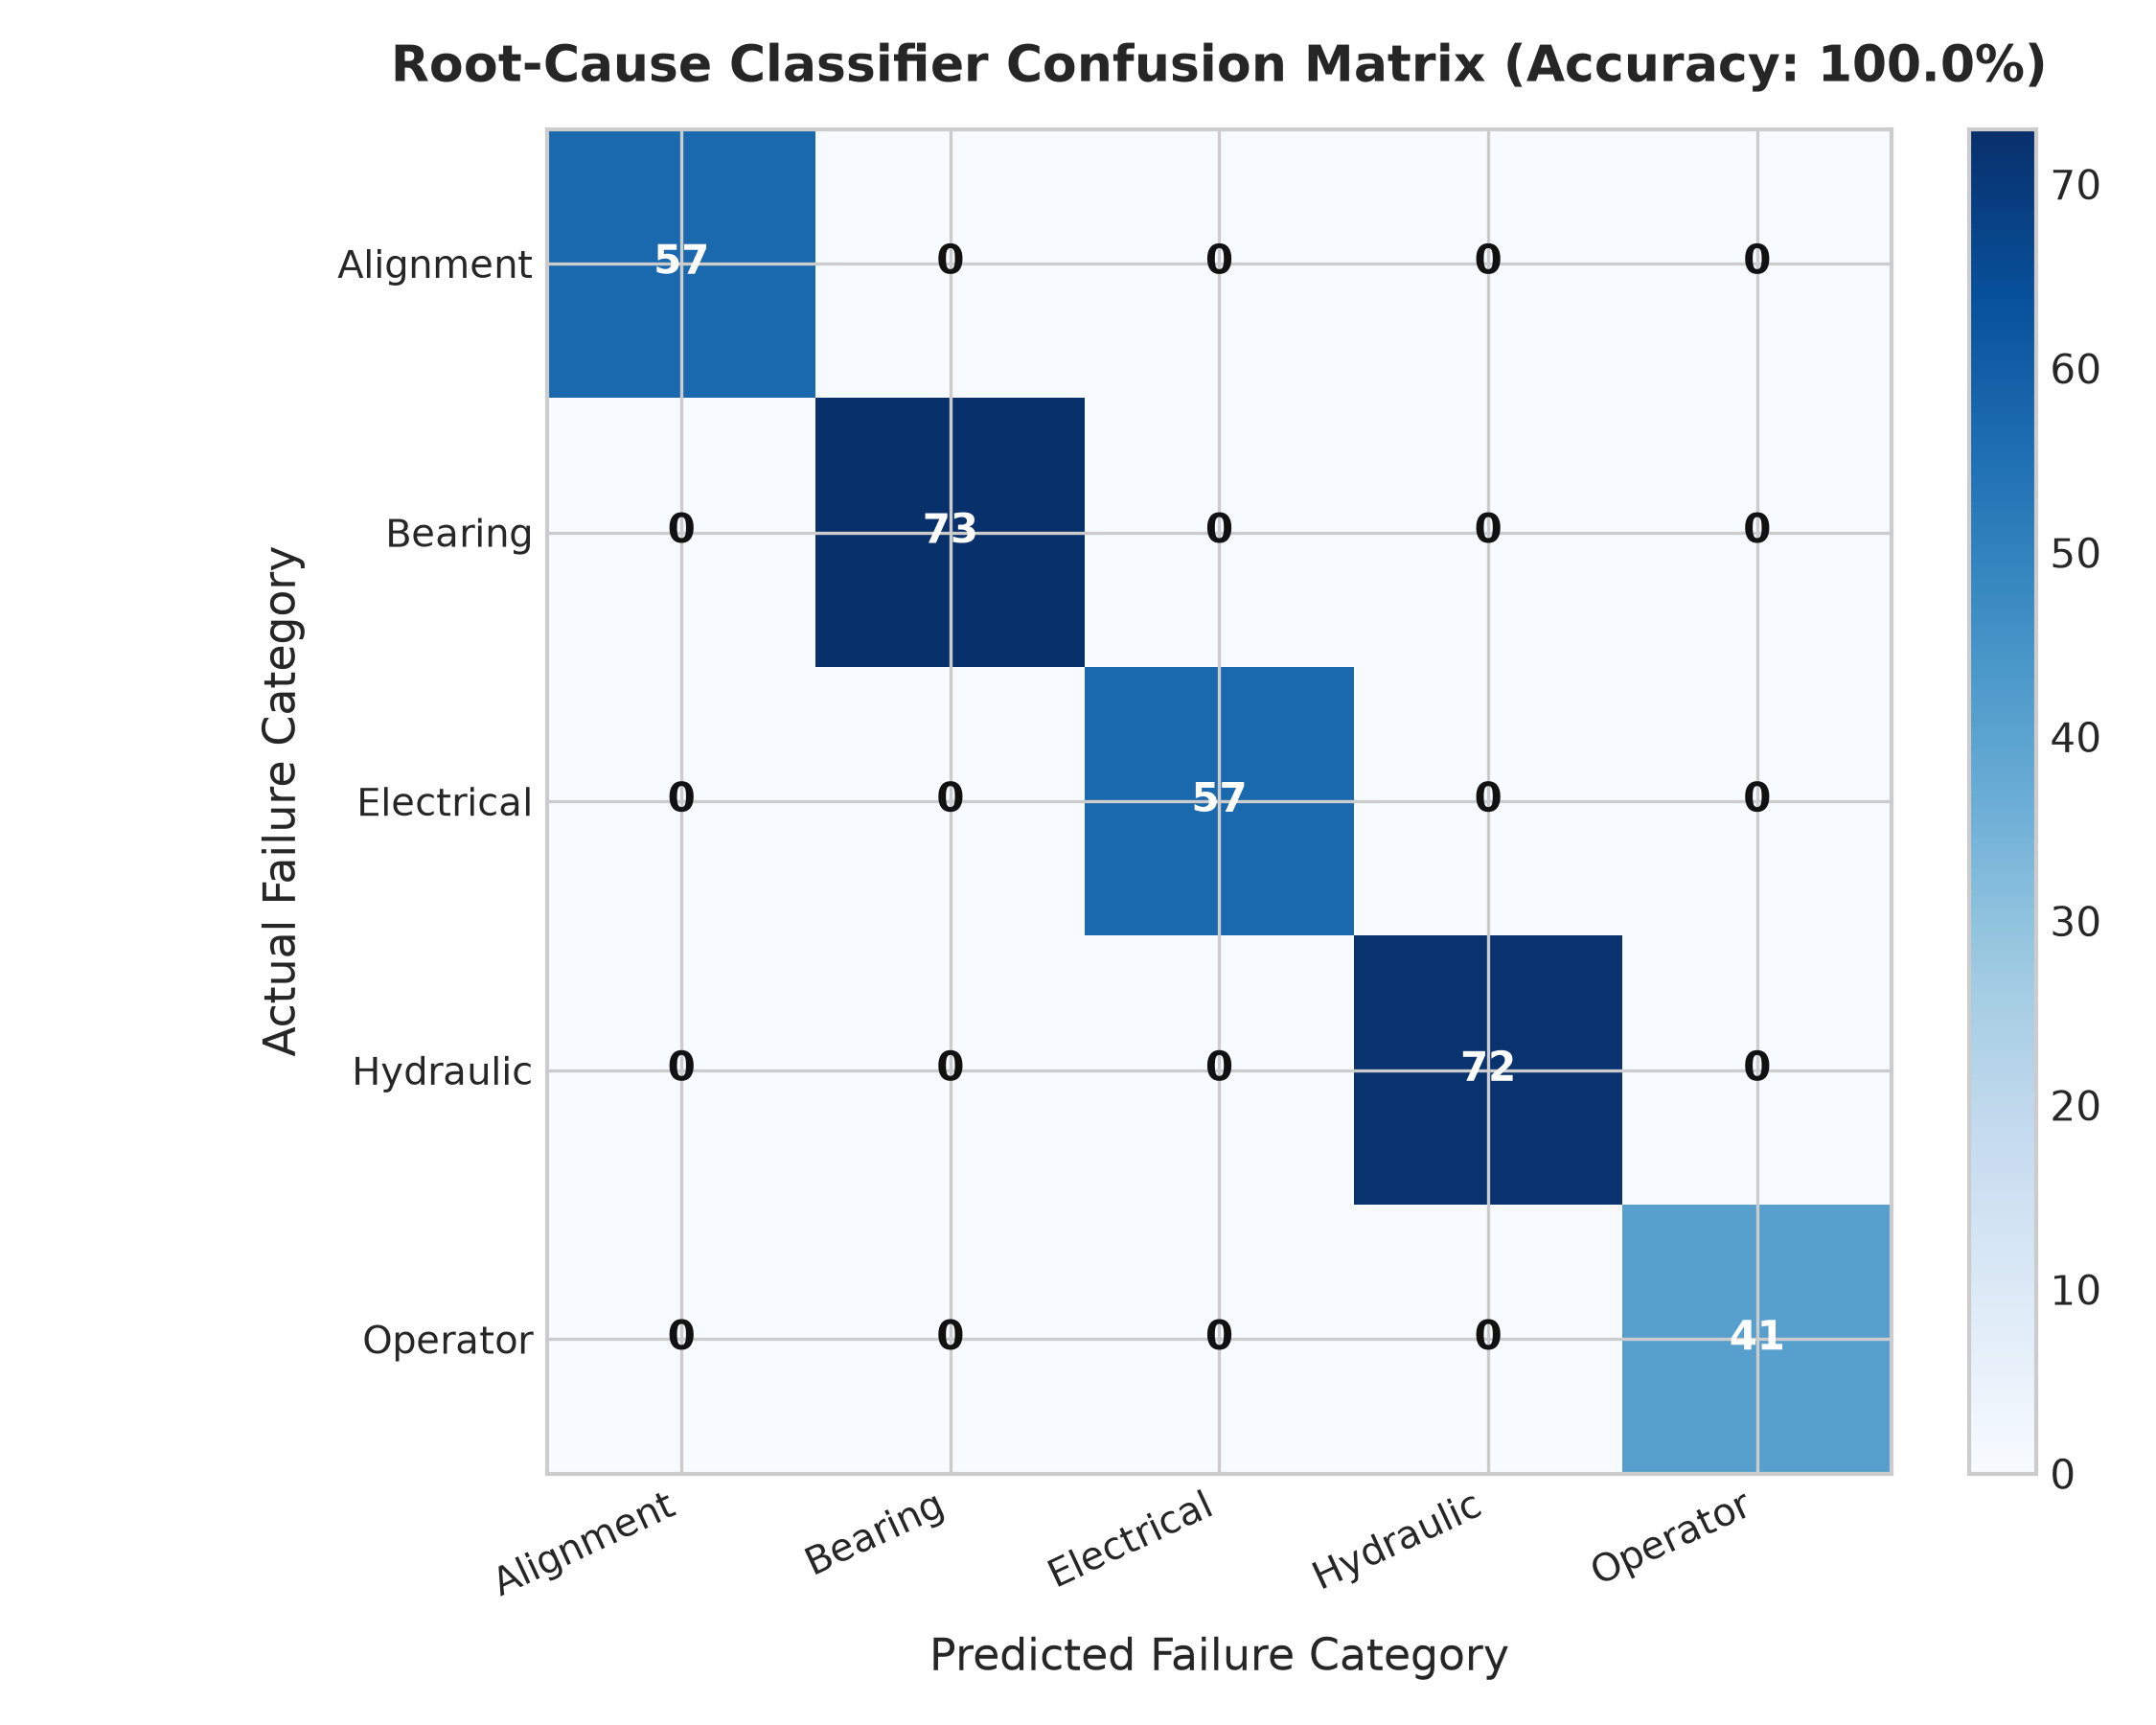 Root-Cause Classifier Confusion Matrix (Accuracy: 100.0%)
Actual Failure Category
Alignment 57 0 0 0 0
Bearing 0 73 0 0 0
Electrical 0 0 57 0 0
Hydraulic 0 0 0 72 0
Operator 0 0 0 0 41
Alignment Bearing Electrical Hydraulic Operator
Predicted Failure Category
70
60
50
40
30
20
10
0